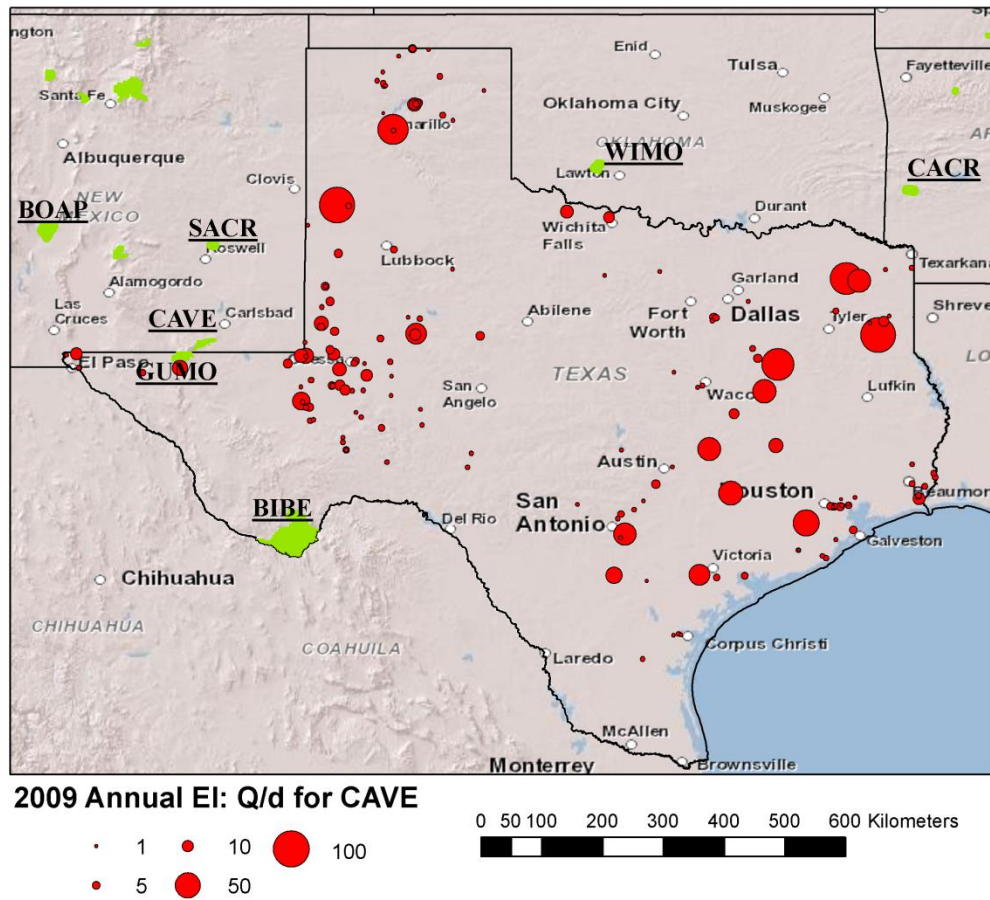 ngton
Enid
Tulsa
Fayetteville
Santa Fe
Oklahoma City
Muskogee
marillo
OKLAHOMA
Albuquerque
WIMO
Lawton
CACR
Clovis
NEW
MEXICO
BOAP
SACR
Roswell
Durant
Wichita
Falls
Lubbock
Texarkana
Alamogordo
Garland
Las
Cruces
CAVE
Carlsbad
Abilene
Fort
Worth
Dallas
Tyler
Shreve
El Paso
GUMO
TEXAS
San
Angelo
Waco
Lufkin
LO
Austin
Houston
Beaumon
San
Antonio
BIBE
Del Rio
Galveston
Victoria
Chihuahua
CHIHUAHUA
COAHUILA
Corpus Christi
Laredo
McAllen
Monterrey
Brownsville
2009 Annual EI: Q/d for CAVE
1 10 100
5 50
0 50 100 200 300 400 500 600 Kilometers